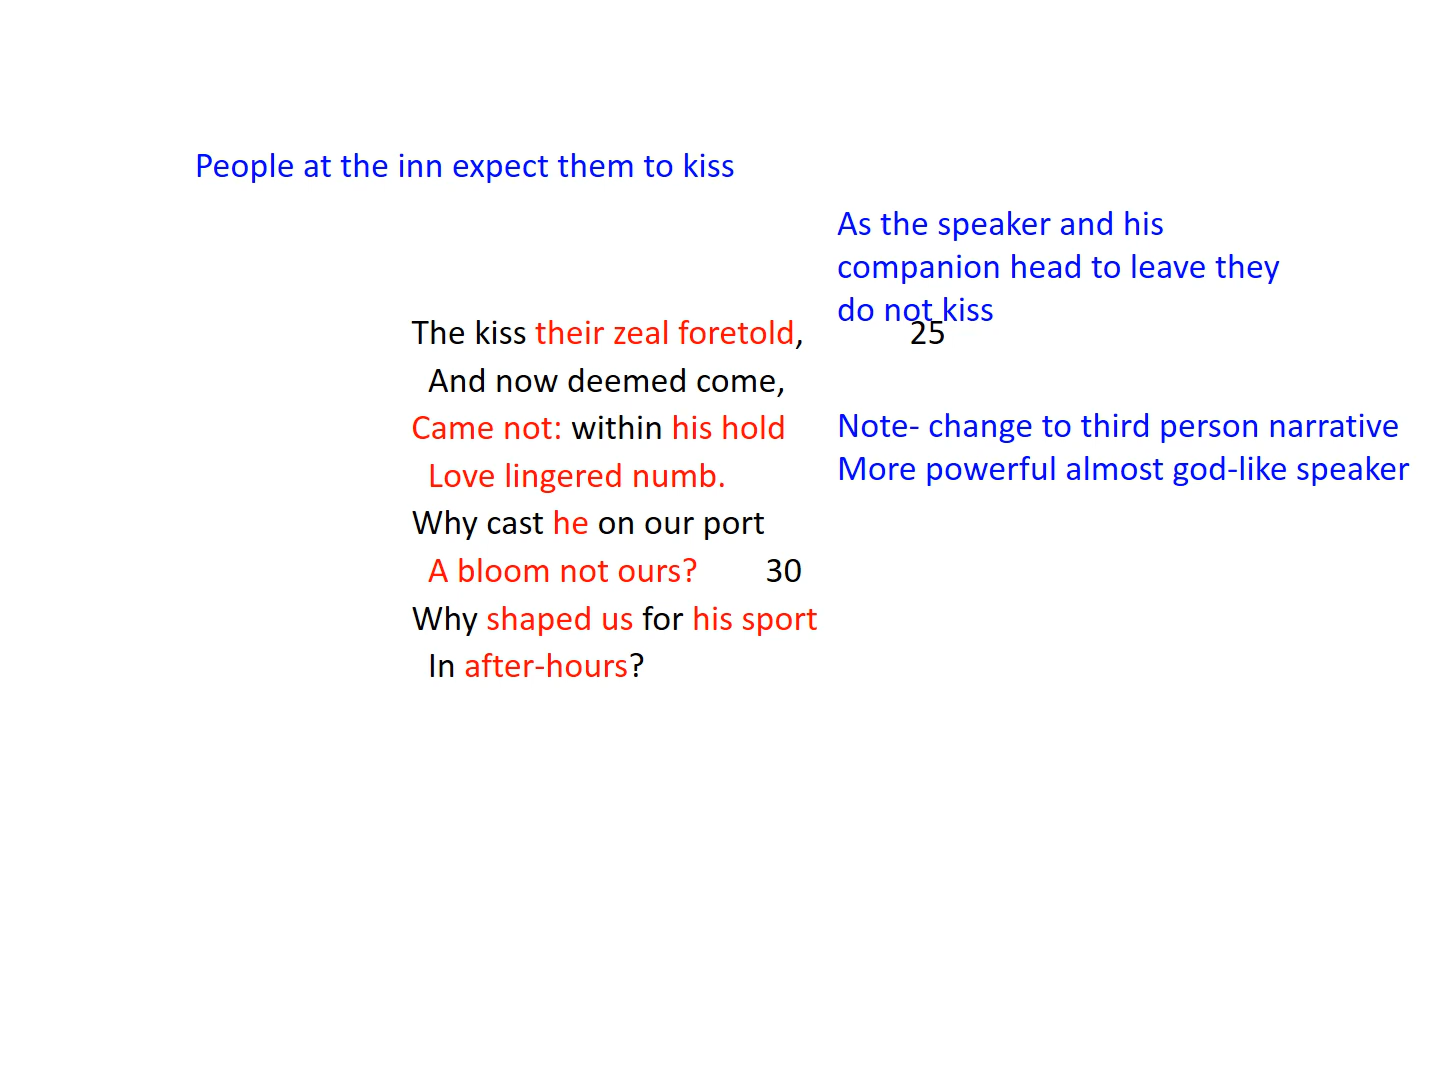 People at the inn expect them to kiss
As the speaker and his
companion head to leave they
do not kiss
The kiss their zeal foretold, 25
And now deemed come,
Came not: within his hold
Love lingered numb.
Why cast he on our port
A bloom not ours? 30
Why shaped us for his sport
In after-hours?
Note- change to third person narrative
More powerful almost god-like speaker